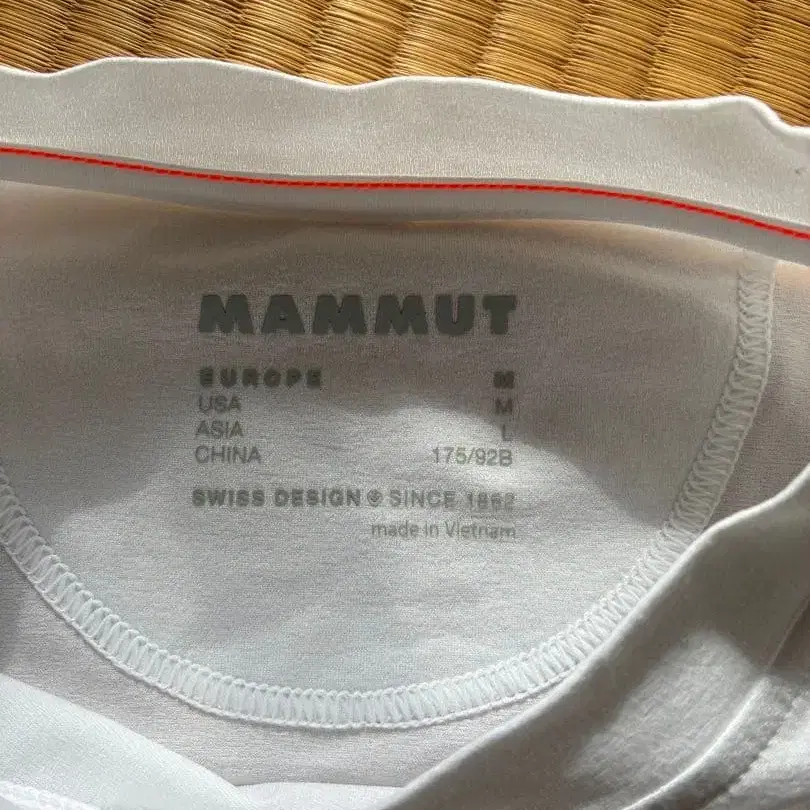 MAMMUT
EUROPE M
USA M
ASIA L
CHINA 175/92B
SWISS DESIGN SINCE 1862
made in Vietnam